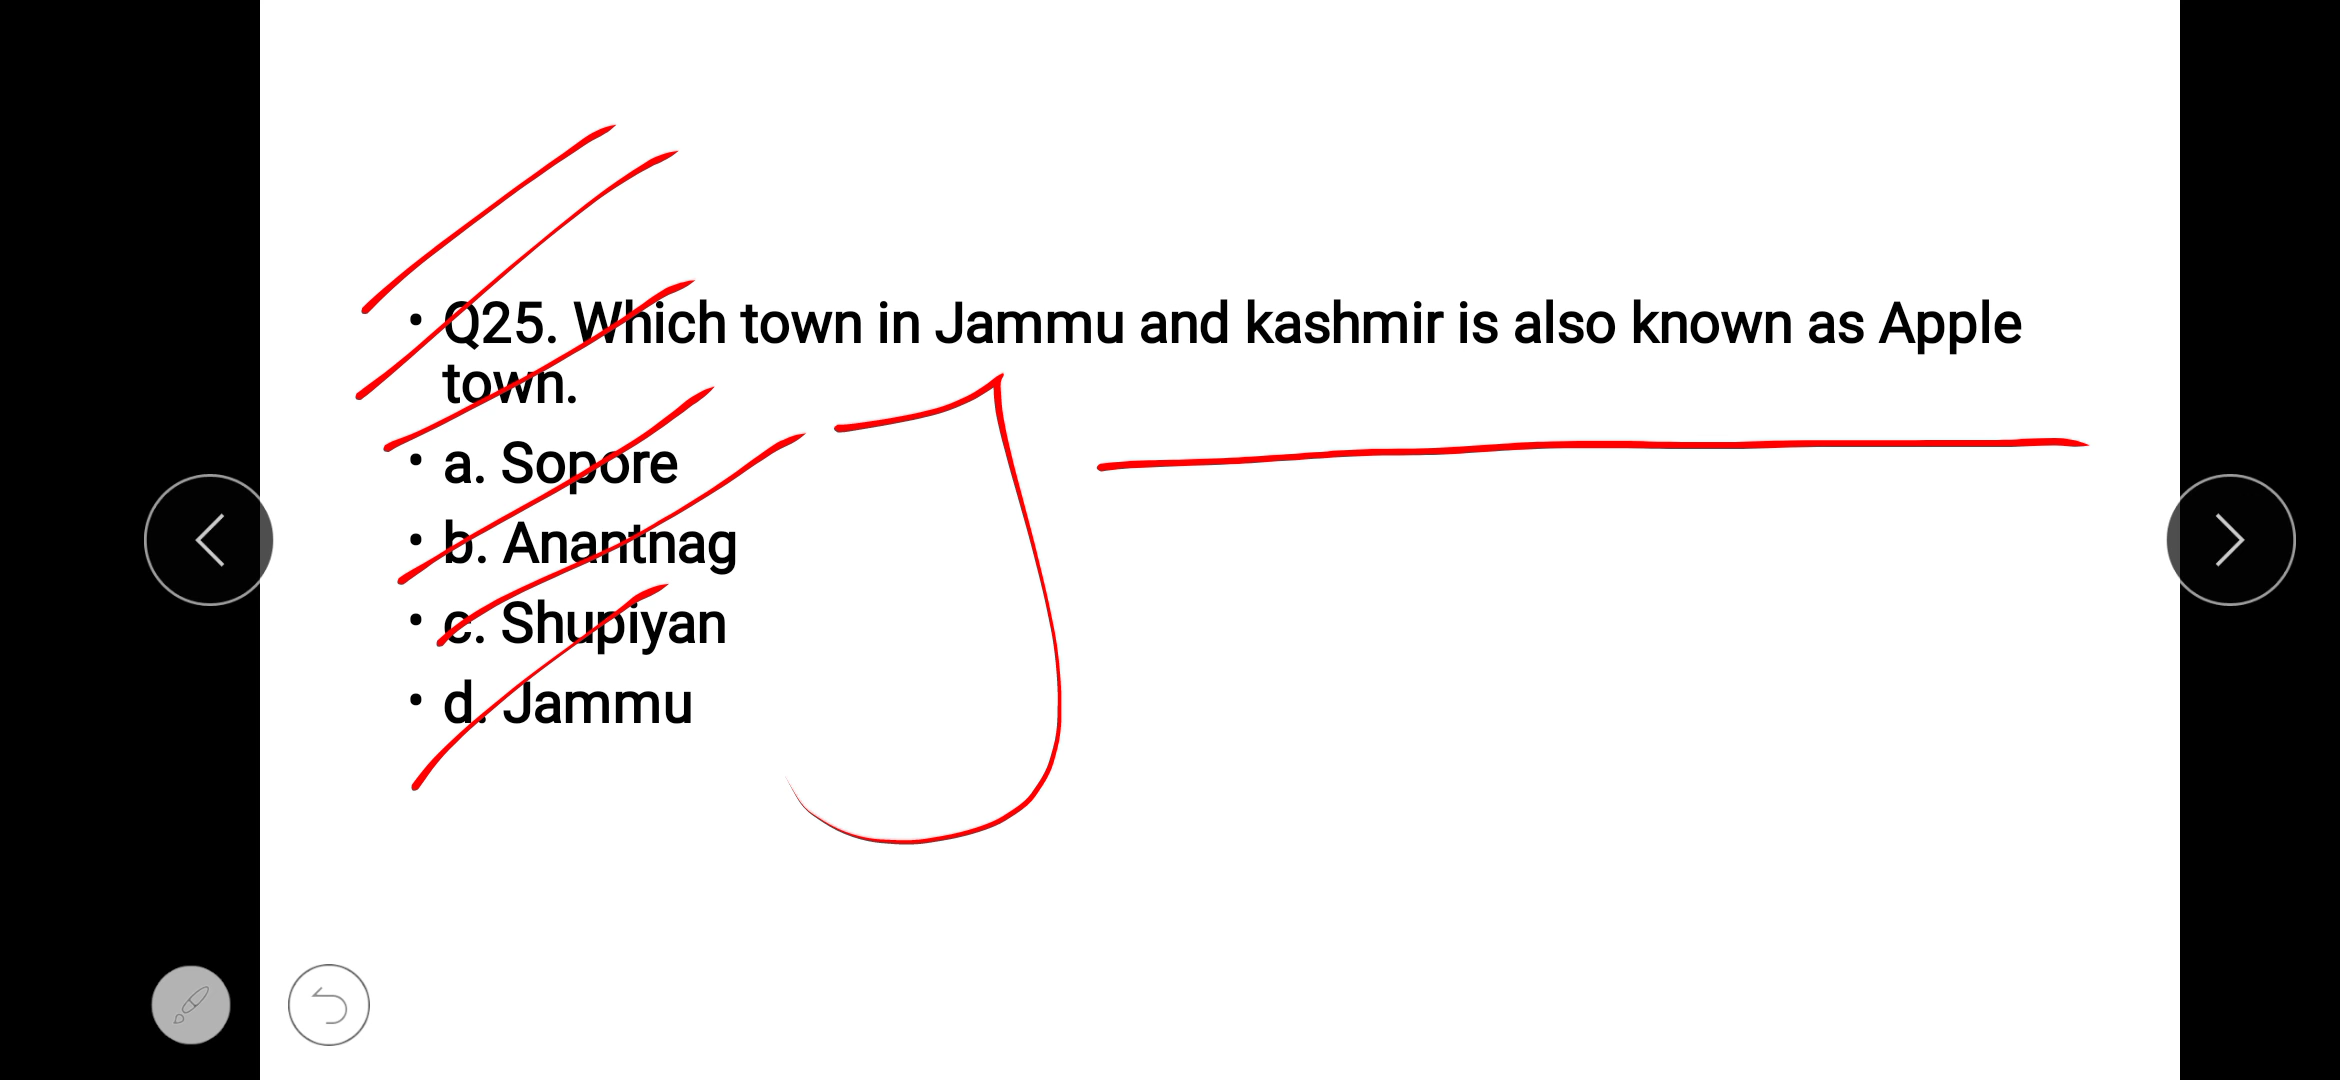 • Q25. Which town in Jammu and kashmir is also known as Apple
town.
• a. Sopore
• b. Anantnag
• c. Shupiyan
• d. Jammu